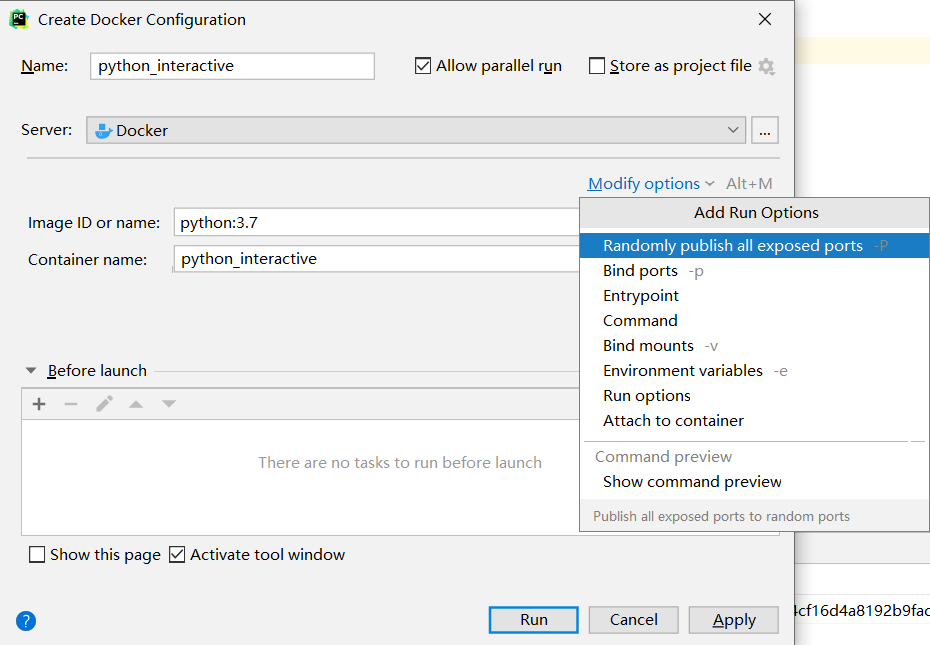 Create Docker Configuration
Name: python_interactive Allow parallel run Store as project file
Server: Docker ...
Modify options Alt+M
Add Run Options
Image ID or name: python:3.7
Randomly publish all exposed ports -P
Container name: python_interactive
Bind ports -p
Entrypoint
Command
Bind mounts -v
Before launch
Environment variables -e
Run options
Attach to container
There are no tasks to run before launch
Command preview
Show command preview
Publish all exposed ports to random ports
Show this page Activate tool window
? Run Cancel Apply